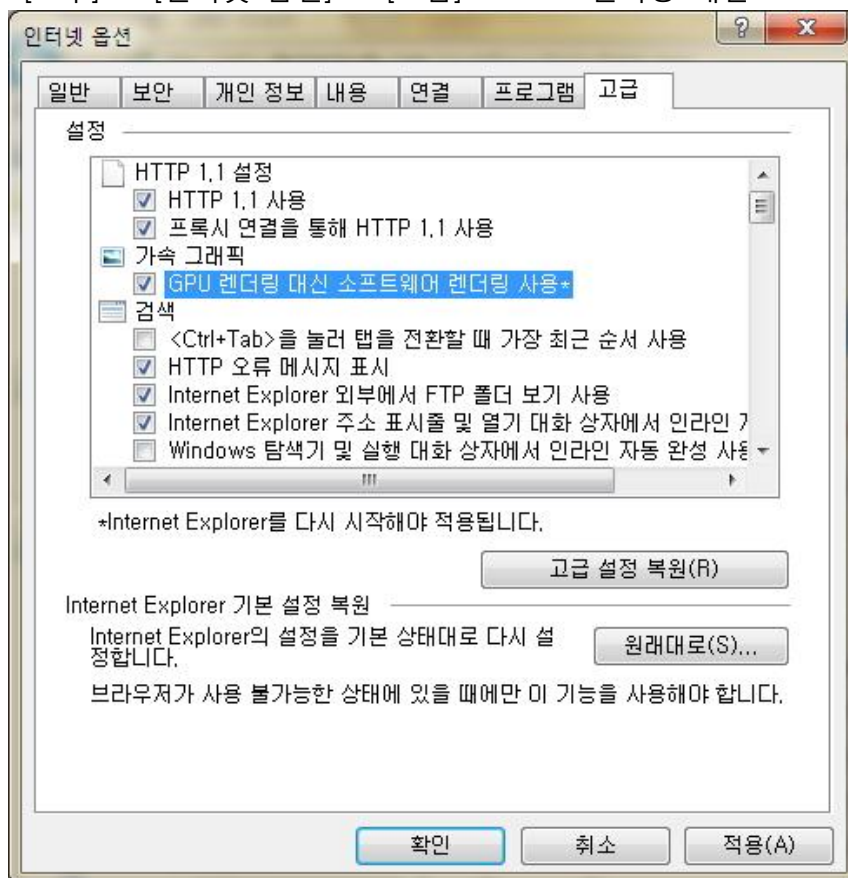 인터넷 옵션
일반 보안 개인 정보 내용 연결 프로그램 고급
설정
HTTP 1.1 설정
HTTP 1.1 사용
프록시 연결을 통해 HTTP 1.1 사용
가속 그래픽
GPU 렌더링 대신 소프트웨어 렌더링 사용*
검색
<Ctrl+Tab>을 눌러 탭을 전환할 때 가장 최근 순서 사용
HTTP 오류 메시지 표시
Internet Explorer 외부에서 FTP 폴더 보기 사용
Internet Explorer 주소 표시줄 및 열기 대화 상자에서 인라인
Windows 탐색기 및 실행 대화 상자에서 인라인 자동 완성
*Internet Explorer를 다시 시작해야 적용됩니다.
고급 설정 복원(R)
Internet Explorer 기본 설정 복원
Internet Explorer의 설정을 기본 상태대로 다시 설
정합니다.
원래대로(S)...
브라우저가 사용 불가능한 상태에 있을 때에만 이 기능을 사용해야 합니다.
확인 취소 적용(A)